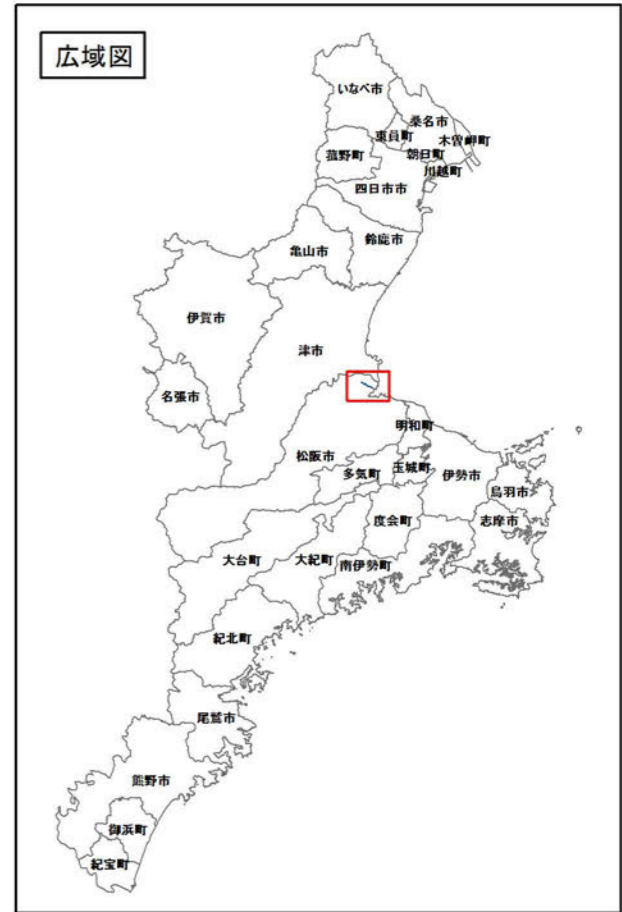 広域図
いなべ市
桑名市
東員町
木曽岬町
菰野町
朝日町
川越町
四日市市
鈴鹿市
亀山市
伊賀市
津市
名張市
明和町
松阪市
多気町
玉城町
伊勢市
鳥羽市
度会町
志摩市
大台町
大紀町
南伊勢町
紀北町
尾鷲市
熊野市
御浜町
紀宝町